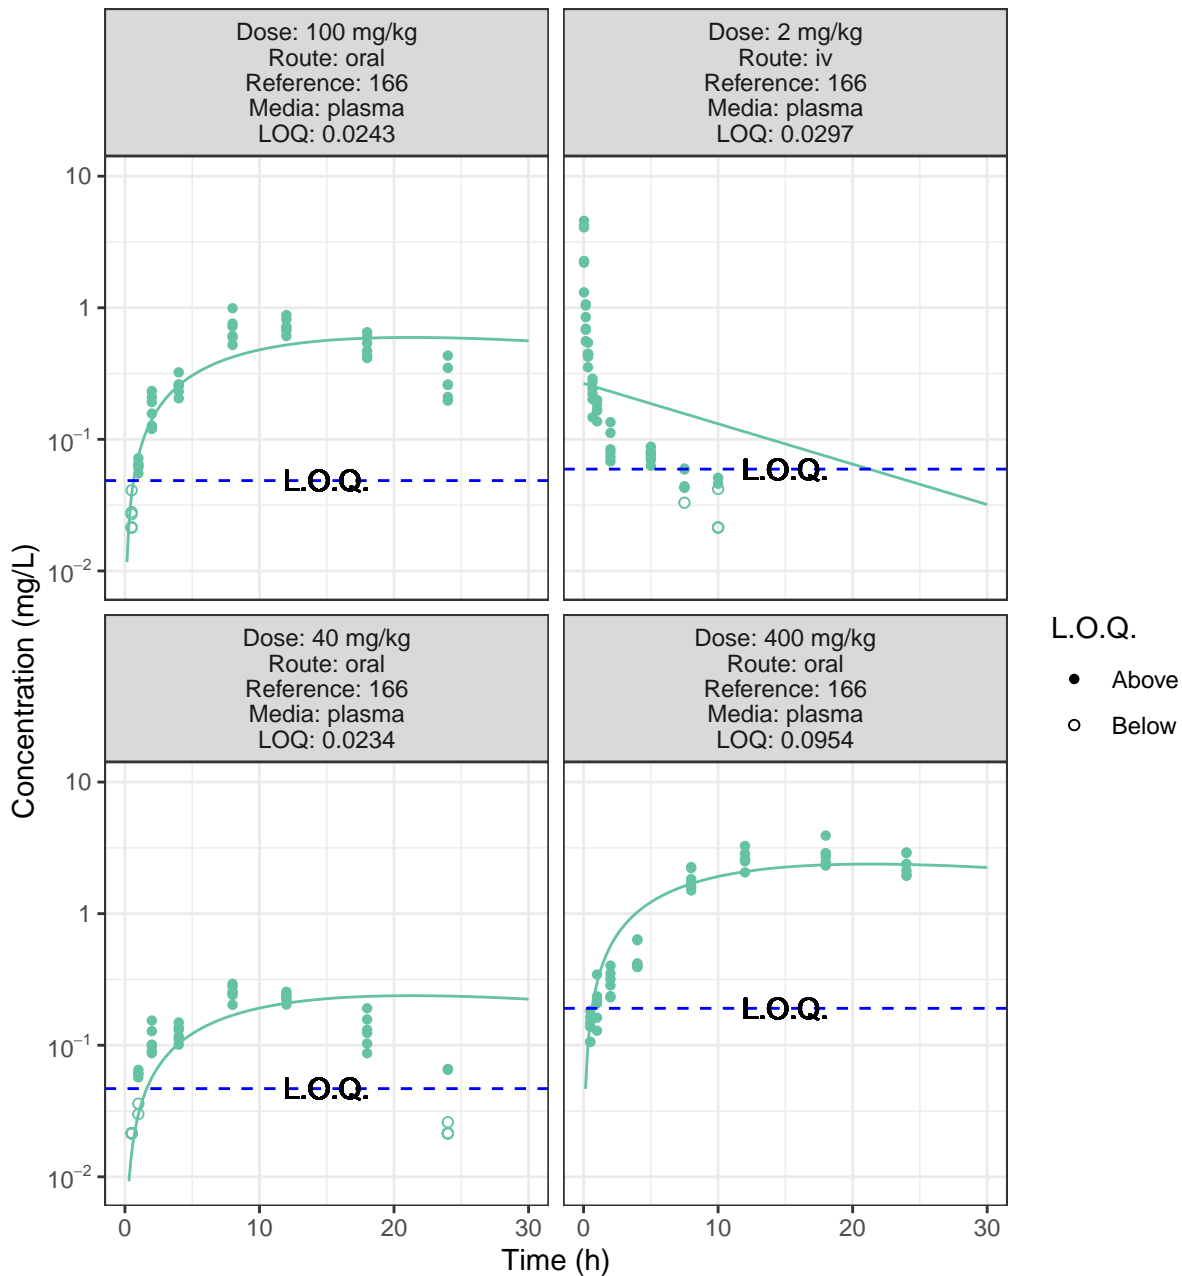 Dose: 100 mg/kg
Route: oral
Reference: 166
Media: plasma
LOQ: 0.0243
Dose: 2 mg/kg
Route: iv
Reference: 166
Media: plasma
LOQ: 0.0297
10
1
10⁻¹
10⁻²
L.O.Q.
L.O.Q.
Concentration (mg/L)
Dose: 40 mg/kg
Route: oral
Reference: 166
Media: plasma
LOQ: 0.0234
Dose: 400 mg/kg
Route: oral
Reference: 166
Media: plasma
LOQ: 0.0954
10
1
10⁻¹
10⁻²
L.O.Q.
L.O.Q.
0 10 20 30
0 10 20 30
Time (h)
L.O.Q.
Above
Below